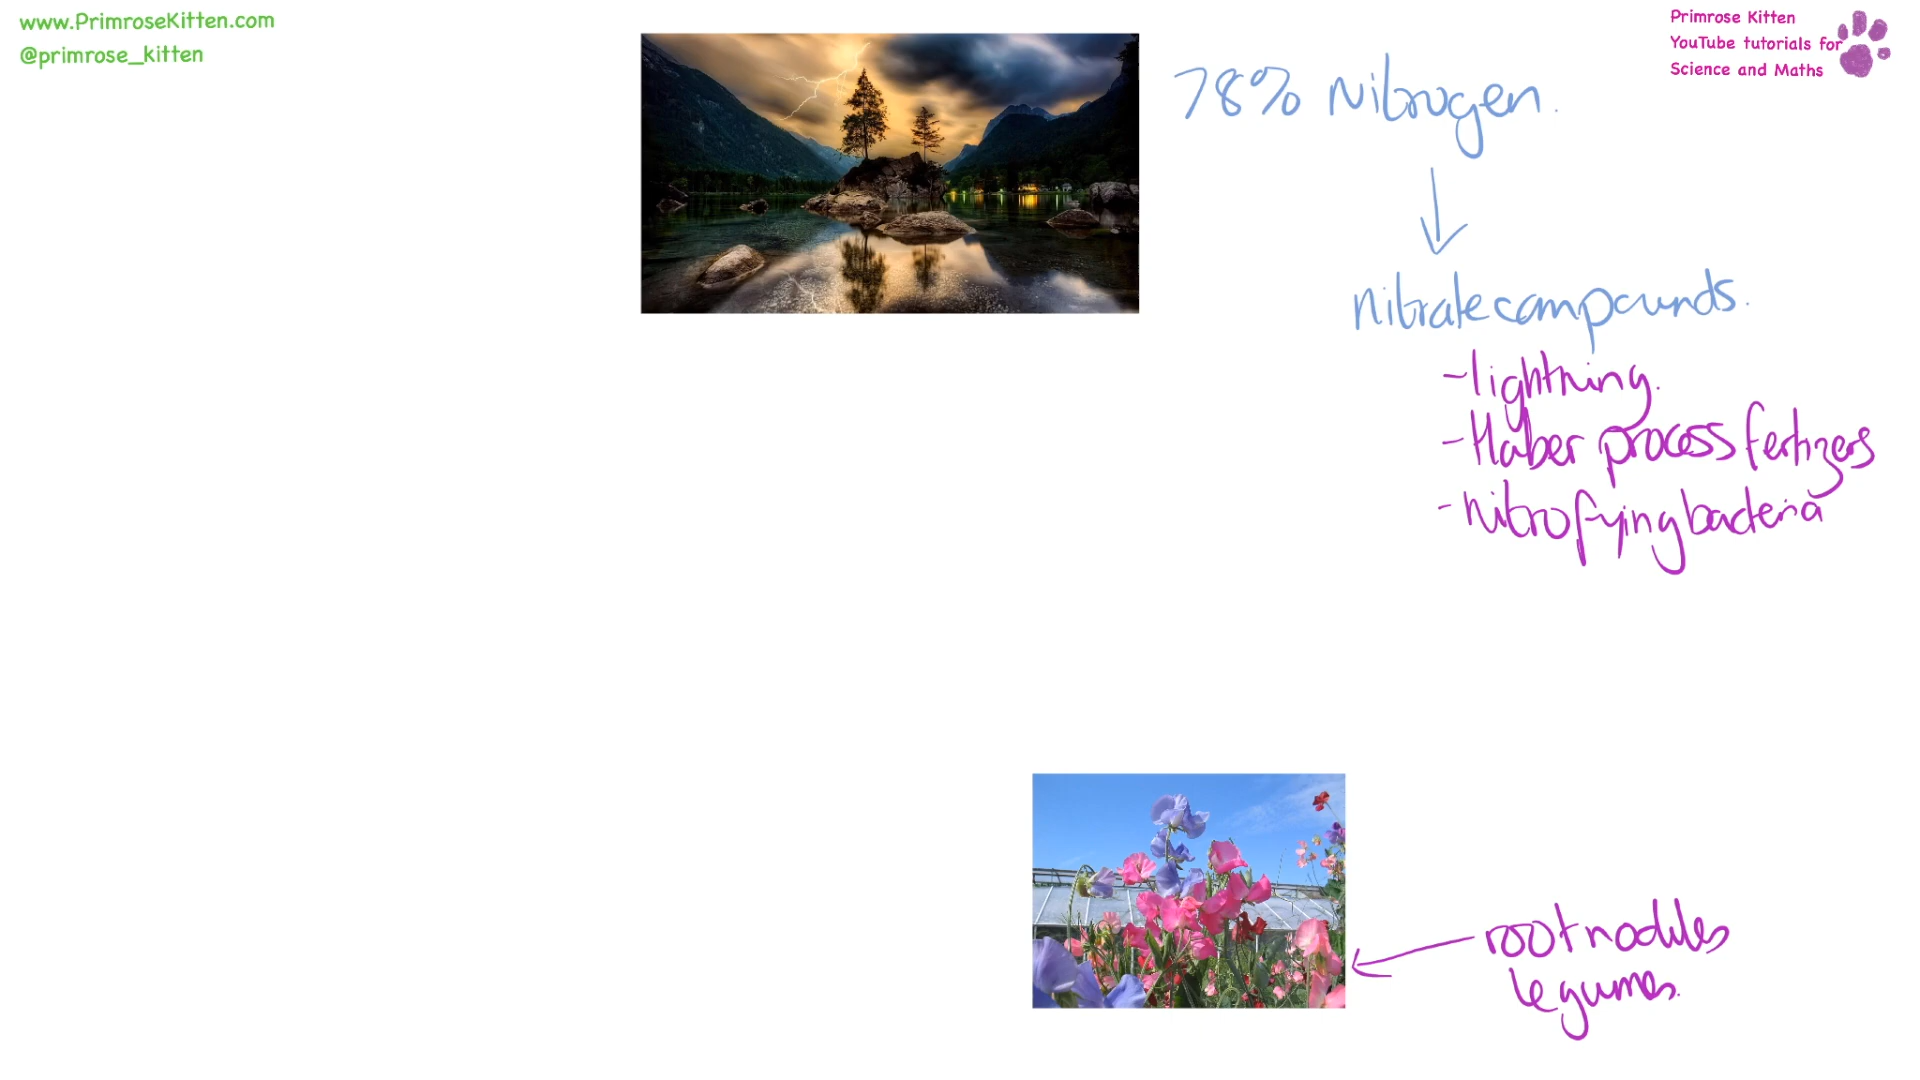 www.PrimroseKitten.com
@primrose_kitten
Primrose Kitten
YouTube tutorials for
Science and Maths
78% Nitrogen.
nitrate compounds.
-lightning.
-Haber process fertizers
-nitrofying bacteria
root nodules
legumes.